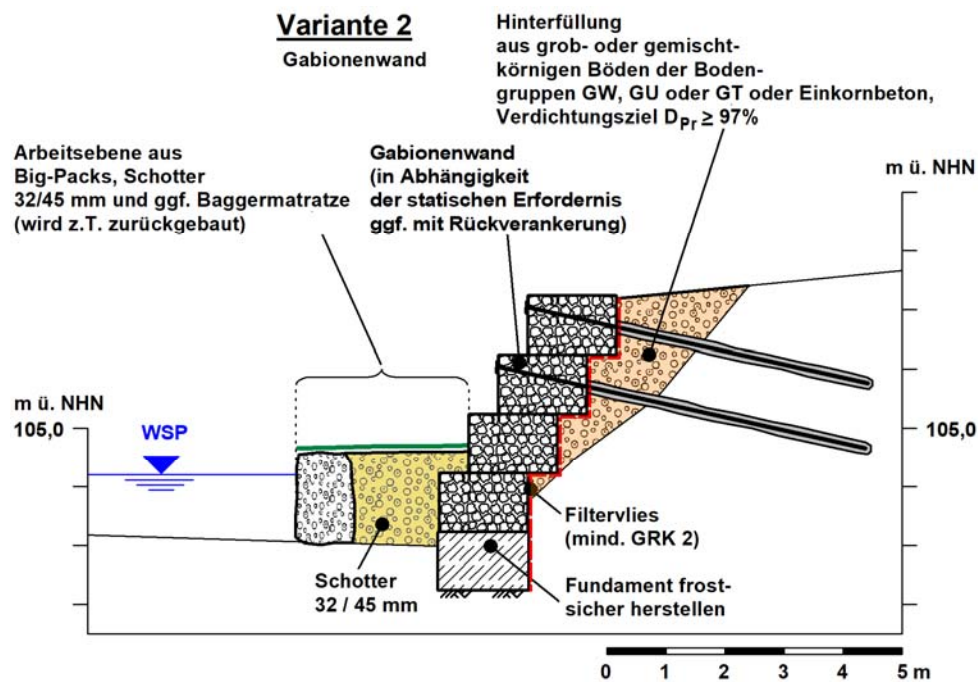 Variante 2
Gabionenwand
Hinterfüllung
aus grob- oder gemischt-
körnigen Böden der Boden-
gruppen GW, GU oder GT oder Einkornbeton,
Verdichtungsziel DPr ≥ 97%
Arbeitsebene aus
Big-Packs, Schotter
32/45 mm und ggf. Baggermatratze
(wird z.T. zurückgebaut)
Gabionenwand
(in Abhängigkeit
der statischen Erfordernis
ggf. mit Rückverankerung)
m ü. NHN
m ü. NHN
105,0
WSP
105,0
Filtervlies
(mind. GRK 2)
Schotter
32 / 45 mm
Fundament frost-
sicher herstellen
0 1 2 3 4 5 m